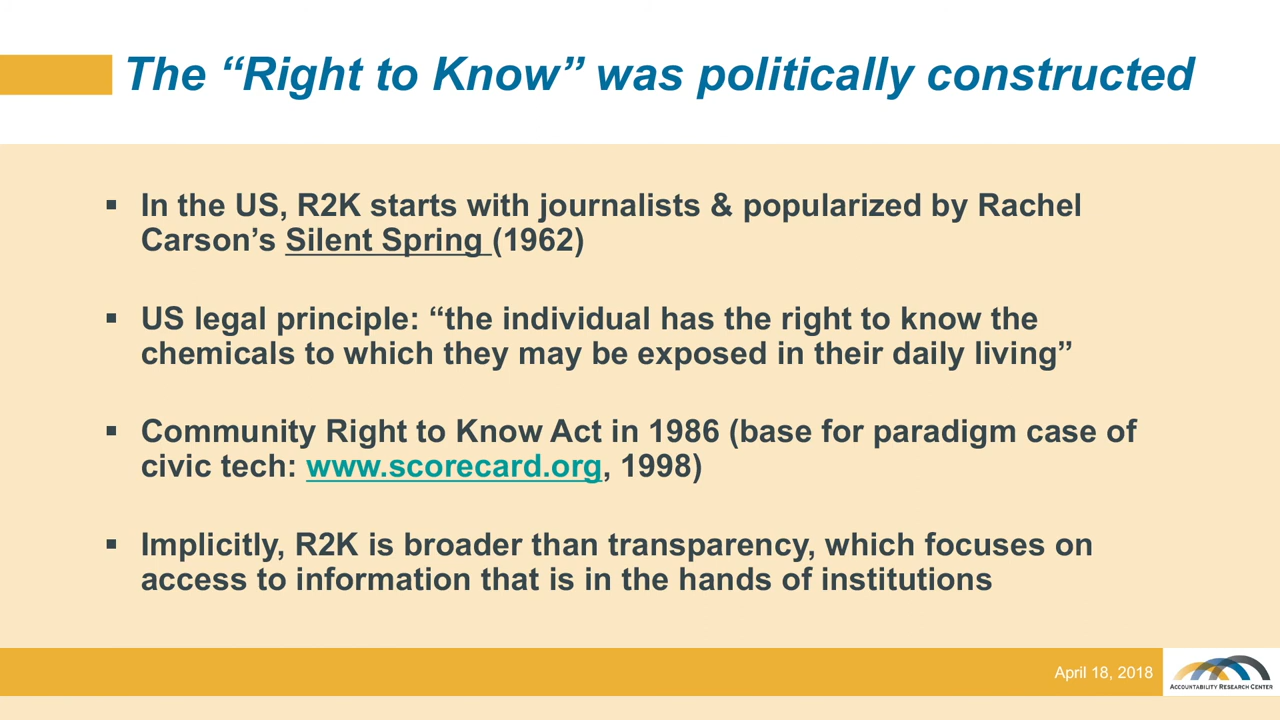 The “Right to Know” was politically constructed
▪ In the US, R2K starts with journalists & popularized by Rachel
Carson’s Silent Spring (1962)
▪ US legal principle: “the individual has the right to know the
chemicals to which they may be exposed in their daily living”
▪ Community Right to Know Act in 1986 (base for paradigm case of
civic tech: www.scorecard.org, 1998)
▪ Implicitly, R2K is broader than transparency, which focuses on
access to information that is in the hands of institutions
April 18, 2018
ACCOUNTABILITY RESEARCH CENTER